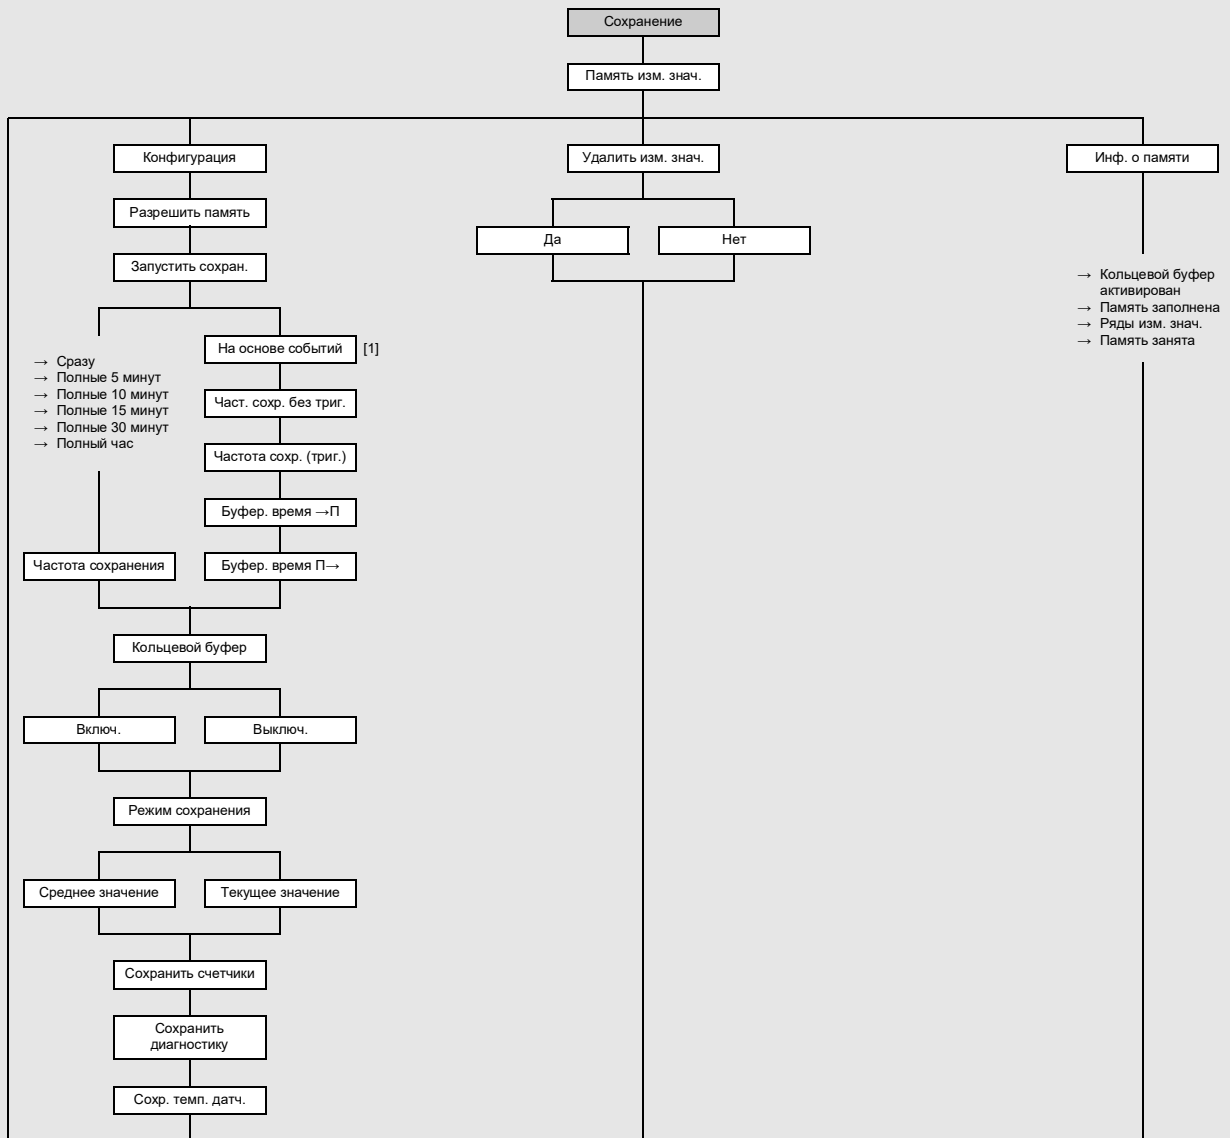 Сохранение
Память изм. знач.
Конфигурация
Удалить изм. знач.
Инф. о памяти
Разрешить память
Да
Нет
Запустить сохран.
→ Кольцевой буфер
активирован
→ Память заполнена
→ Ряды изм. знач.
→ Память занята
На основе событий [1]
→ Сразу
→ Полные 5 минут
→ Полные 10 минут
→ Полные 15 минут
→ Полные 30 минут
→ Полный час
Част. сохр. без триг.
Частота сохр. (триг.)
Буфер. время →П
Частота сохранения
Буфер. время П→
Кольцевой буфер
Включ.
Выключ.
Режим сохранения
Среднее значение
Текущее значение
Сохранить счетчики
Сохранить
диагностику
Сохр. темп. датч.